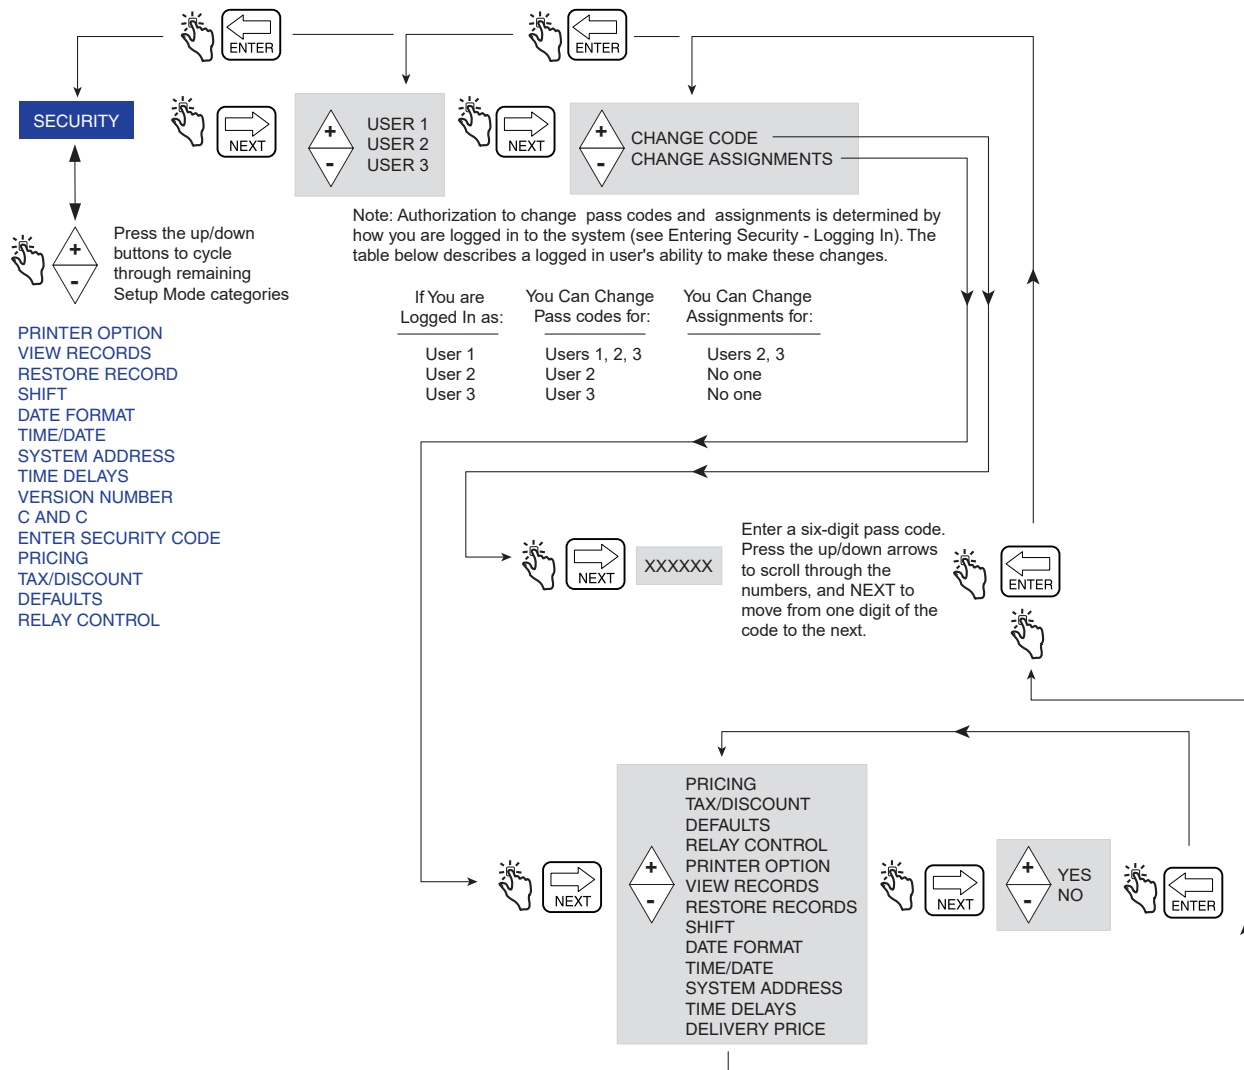 ENTER
ENTER
SECURITY
NEXT
+
-
USER 1
USER 2
USER 3
NEXT
+
-
CHANGE CODE
CHANGE ASSIGNMENTS
+
-
Press the up/down
buttons to cycle
through remaining
Setup Mode categories
Note: Authorization to change pass codes and assignments is determined by
how you are logged in to the system (see Entering Security - Logging In). The
table below describes a logged in user's ability to make these changes.
If You are
Logged In as:
You Can Change
Pass codes for:
You Can Change
Assignments for:
User 1 Users 1, 2, 3 Users 2, 3
User 2 User 2 No one
User 3 User 3 No one
PRINTER OPTION
VIEW RECORDS
RESTORE RECORD
SHIFT
DATE FORMAT
TIME/DATE
SYSTEM ADDRESS
TIME DELAYS
VERSION NUMBER
C AND C
ENTER SECURITY CODE
PRICING
TAX/DISCOUNT
DEFAULTS
RELAY CONTROL
NEXT
XXXXXX
Enter a six-digit pass code.
Press the up/down arrows
to scroll through the
numbers, and NEXT to
move from one digit of the
code to the next.
ENTER
NEXT
+
-
PRICING
TAX/DISCOUNT
DEFAULTS
RELAY CONTROL
PRINTER OPTION
VIEW RECORDS
RESTORE RECORDS
SHIFT
DATE FORMAT
TIME/DATE
SYSTEM ADDRESS
TIME DELAYS
DELIVERY PRICE
NEXT
+
-
YES
NO
ENTER